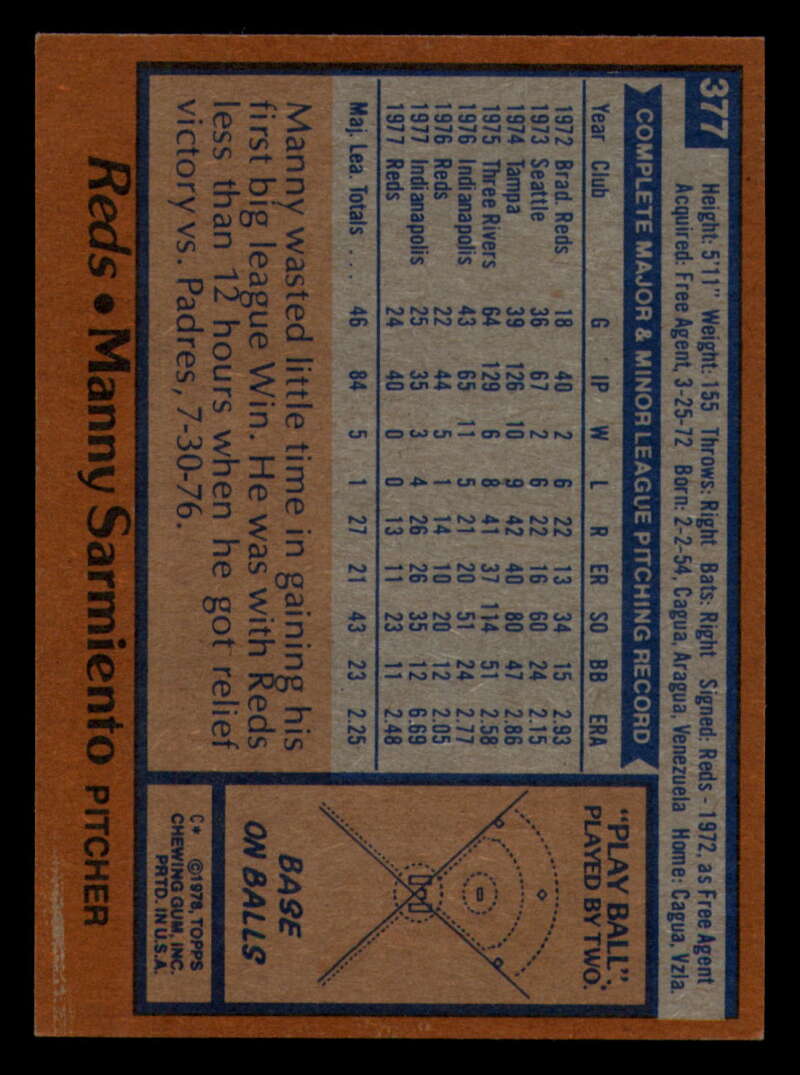 377
Height: 5'11" Weight: 155 Throws: Right Bats: Right Signed: Reds - 1972, as Free Agent
Acquired: Free Agent, 3-25-72 Born: 2-2-54, Cagua, Aragua, Venezuela Home: Cagua, Vzla.
COMPLETE MAJOR & MINOR LEAGUE PITCHING RECORD
Year Club G IP W L R ER SO BB ERA
1972 Brad. Reds 18 40 2 6 22 13 34 15 2.93
1973 Seattle 36 67 2 6 22 16 60 24 2.15
1974 Tampa 39 126 10 9 42 40 80 47 2.86
1975 Three Rivers 64 129 6 8 41 37 114 51 2.58
1976 Indianapolis 43 65 11 5 21 20 51 24 2.77
1976 Reds 22 44 5 1 14 10 20 12 2.05
1977 Indianapolis 25 35 3 4 26 26 35 12 6.69
1977 Reds 24 40 0 0 13 11 23 11 2.48
Maj. Lea. Totals .... 46 84 5 1 27 21 43 23 2.25
Manny wasted little time in gaining his
first big league Win. He was with Reds
less than 12 hours when he got relief
victory vs. Padres, 7-30-76.
"PLAY BALL":
PLAYED BY TWO.
BASE
ON BALLS
C* ©1978, TOPPS
CHEWING GUM, INC.
PRTD. IN U.S.A.
Reds • Manny Sarmiento PITCHER